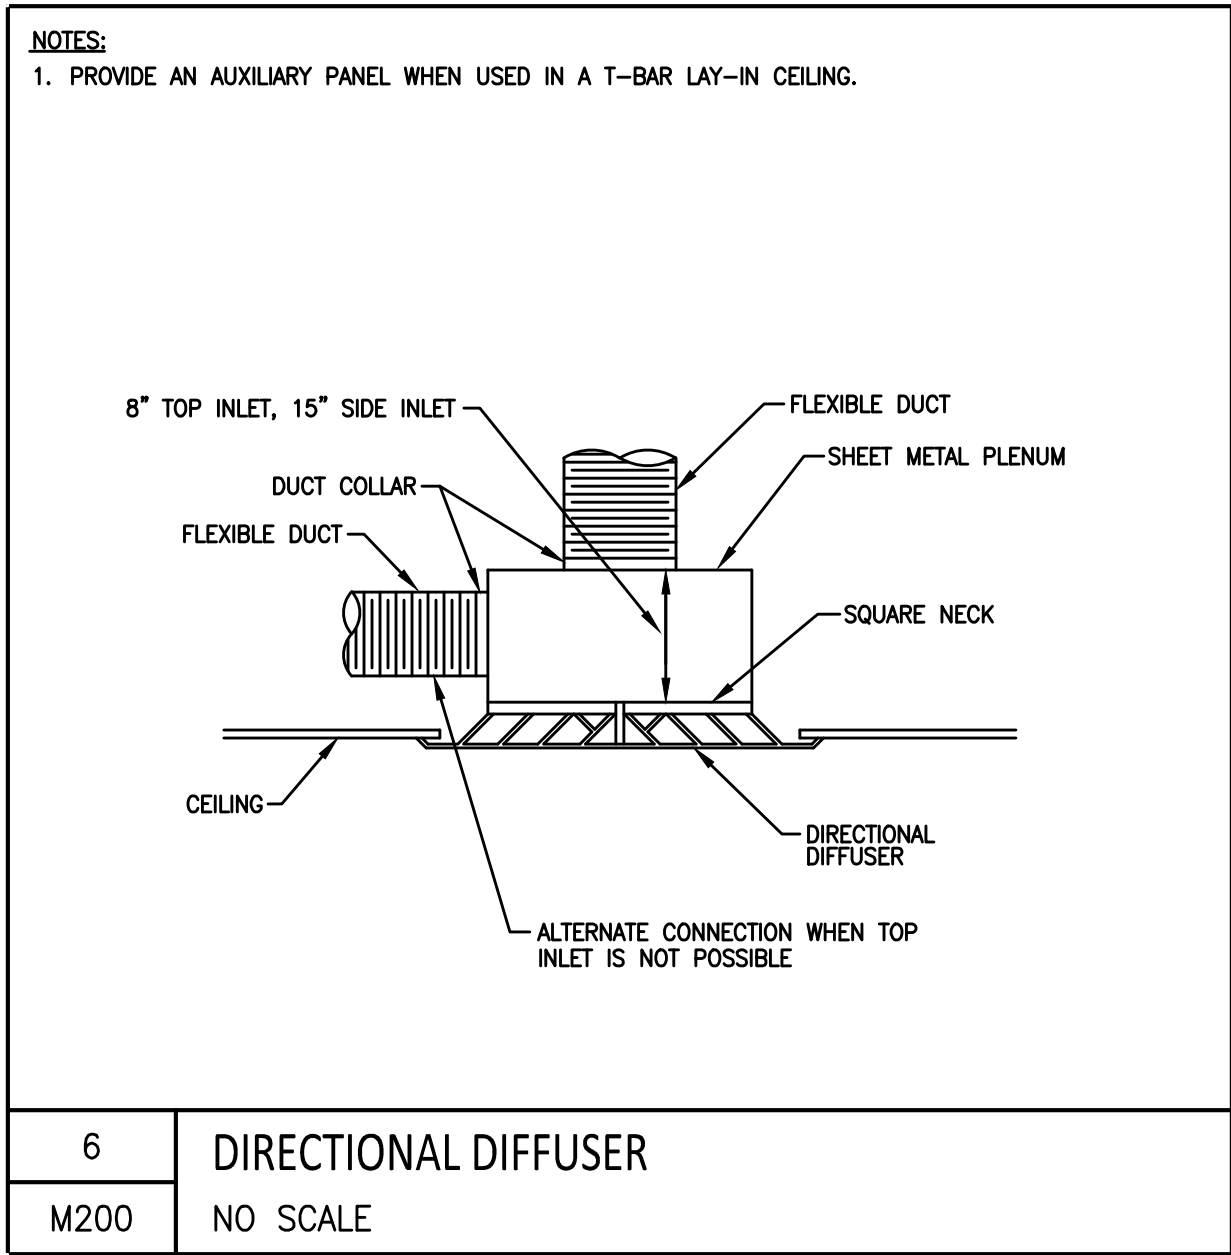 NOTES:
1. PROVIDE AN AUXILIARY PANEL WHEN USED IN A T-BAR LAY-IN CEILING.
8" TOP INLET, 15" SIDE INLET
FLEXIBLE DUCT
SHEET METAL PLENUM
DUCT COLLAR
FLEXIBLE DUCT
SQUARE NECK
CEILING
DIRECTIONAL
DIFFUSER
ALTERNATE CONNECTION WHEN TOP
INLET IS NOT POSSIBLE
6
DIRECTIONAL DIFFUSER
M200
NO SCALE